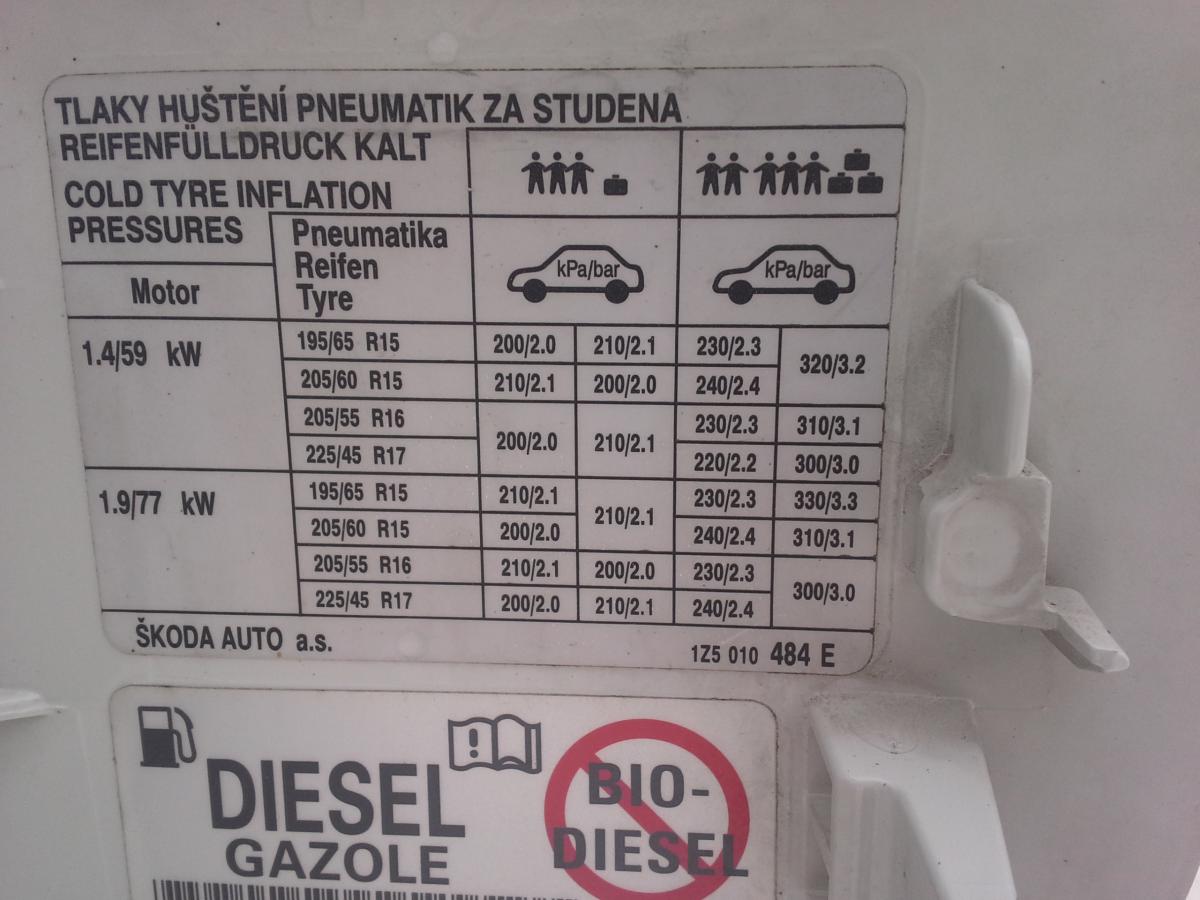 TLAKY HUŠTĚNÍ PNEUMATIK ZA STUDENA
REIFENFÜLLDRUCK KALT
COLD TYRE INFLATION
PRESSURES
Motor
Pneumatika
Reifen
Tyre
kPa/bar kPa/bar
1.4/59 kW
195/65 R15 200/2.0 210/2.1 230/2.3 320/3.2
205/60 R15 210/2.1 200/2.0 240/2.4
205/55 R16 200/2.0 210/2.1 230/2.3 310/3.1
225/45 R17 220/2.2 300/3.0
1.9/77 kW
195/65 R15 210/2.1 210/2.1 230/2.3 330/3.3
205/60 R15 200/2.0 240/2.4 310/3.1
205/55 R16 210/2.1 200/2.0 230/2.3 300/3.0
225/45 R17 200/2.0 210/2.1 240/2.4
ŠKODA AUTO a.s. 1Z5 010 484 E
DIESEL
GAZOLE
!
BIO-
DIESEL